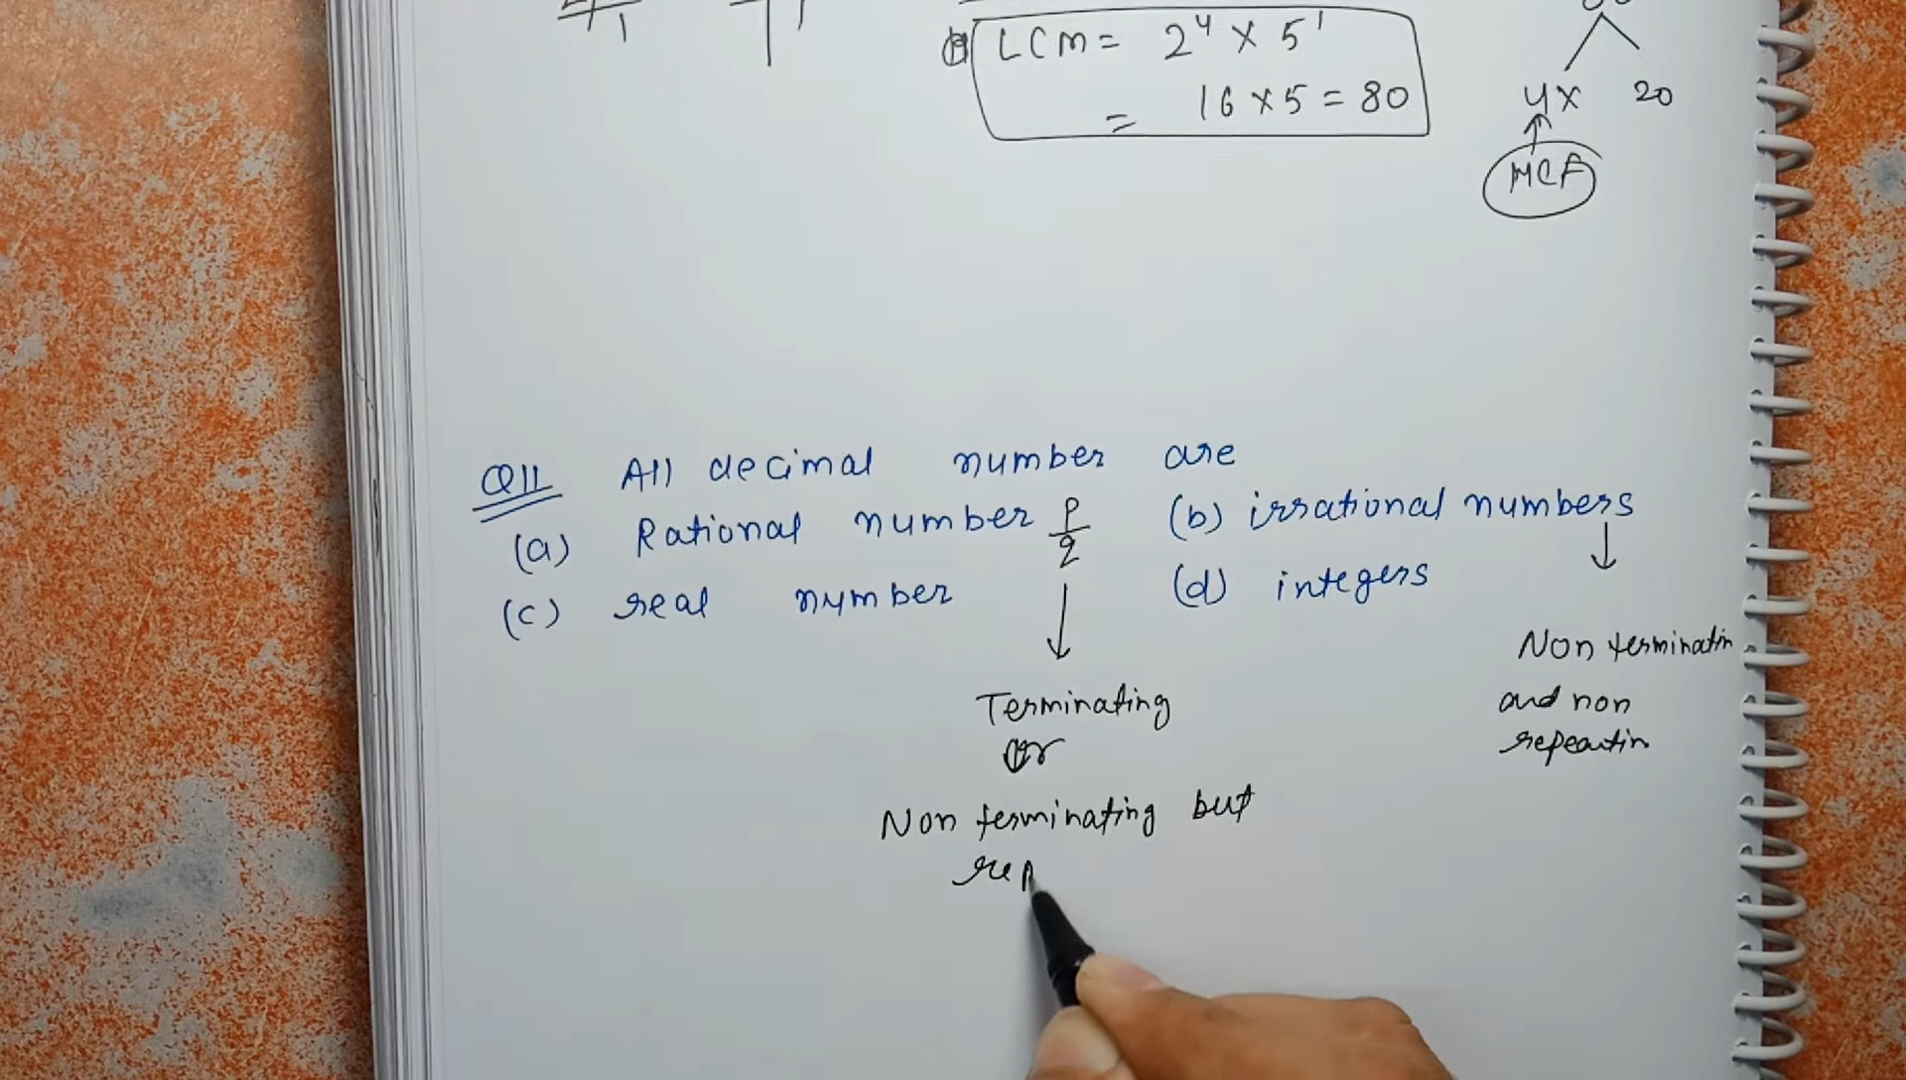 LCM = 2⁴ × 5¹
= 16 × 5 = 80
4 × 20
HCF
Q11 All decimal number are
(a) Rational number p/q (b) irrational numbers
(c) real number (d) integers
Non terminatin
and non
repeatin
Terminating
or
Non terminating but
rep